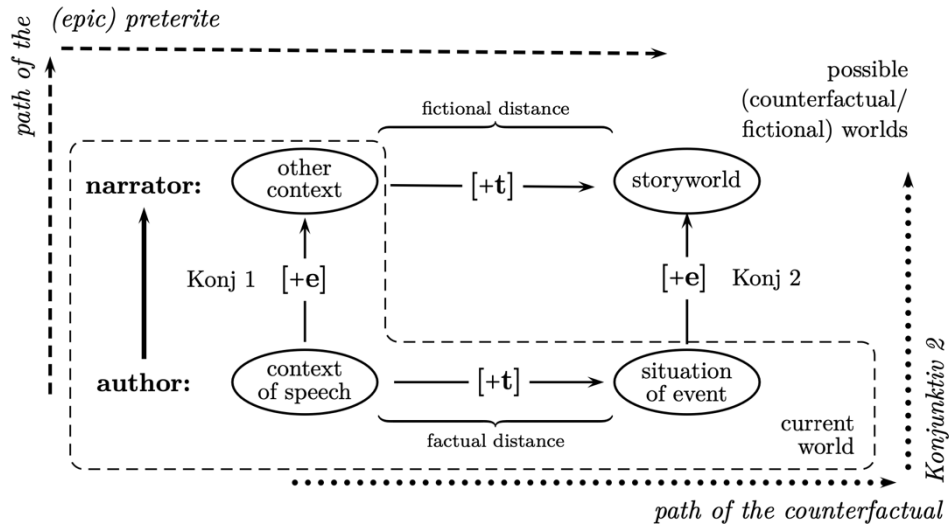 (epic) preterite
path of the
possible
(counterfactual/
fictional) worlds
fictional distance
narrator:
other
context
[+t]
storyworld
Konj 1
[+e]
[+e]
Konj 2
author:
context
of speech
[+t]
situation
of event
factual distance
current
world
Konjunktiv 2
path of the counterfactual